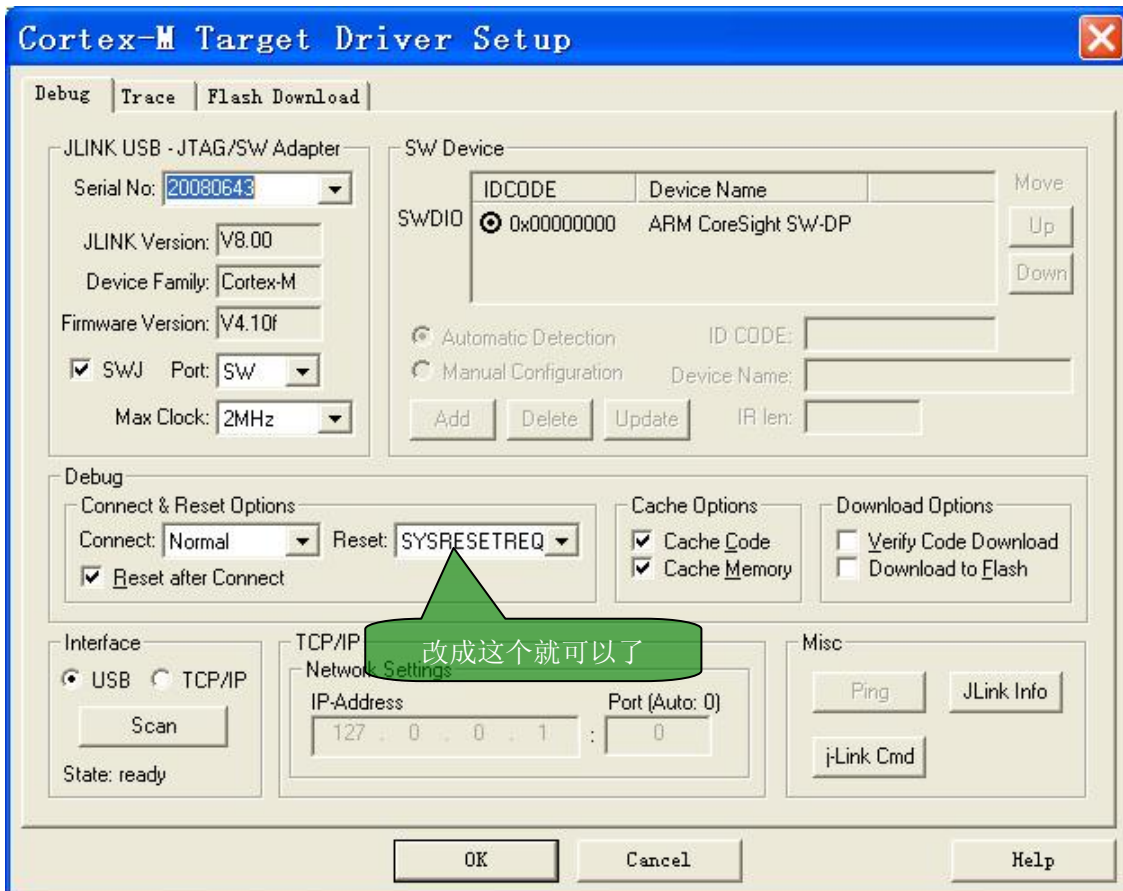 Cortex-M Target Driver Setup
Debug
Trace
Flash Download
JLINK USB - JTAG/SW Adapter
Serial No: 20080643
JLINK Version: V8.00
Device Family: Cortex-M
Firmware Version: V4.10f
SWJ Port: SW
Max Clock: 2MHz
SW Device
IDCODE Device Name
SWDIO 0x00000000 ARM CoreSight SW-DP
Move
Up
Down
Automatic Detection
Manual Configuration
ID CODE:
Device Name:
Add Delete Update IR len:
Debug
Connect & Reset Options
Connect: Normal Reset: SYSRESETREQ
Reset after Connect
Cache Options
Cache Code
Cache Memory
Download Options
Verify Code Download
Download to Flash
改成这个就可以了
Interface
USB TCP/IP
Scan
State: ready
TCP/IP
Network Settings
IP-Address Port (Auto: 0)
127 . 0 . 0 . 1 : 0
Misc
Ping JLink Info
j-Link Cmd
OK Cancel Help